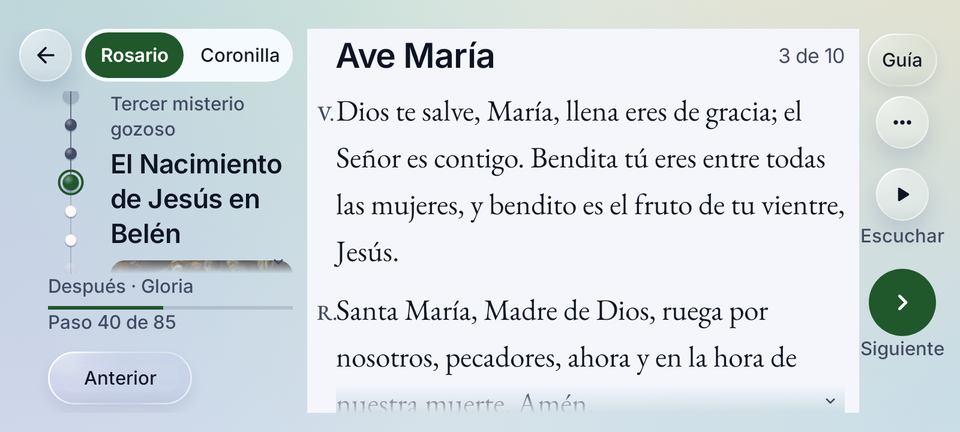 Rosario
Coronilla
Tercer misterio
gozoso
El Nacimiento
de Jesús en
Belén
Después · Gloria
Paso 40 de 85
Anterior
Ave María
3 de 10
V. Dios te salve, María, llena eres de gracia; el
Señor es contigo. Bendita tú eres entre todas
las mujeres, y bendito es el fruto de tu vientre,
Jesús.
R. Santa María, Madre de Dios, ruega por
nosotros, pecadores, ahora y en la hora de
nuestra muerte. Amén.
Guía
Escuchar
Siguiente